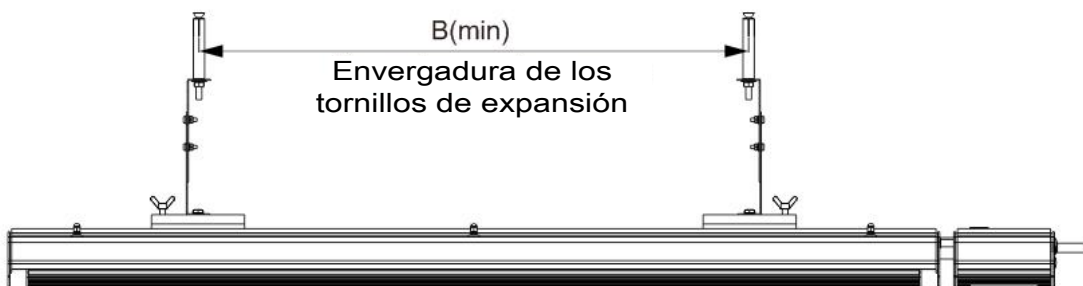 B(min)
Envergadura de los
tornillos de expansión